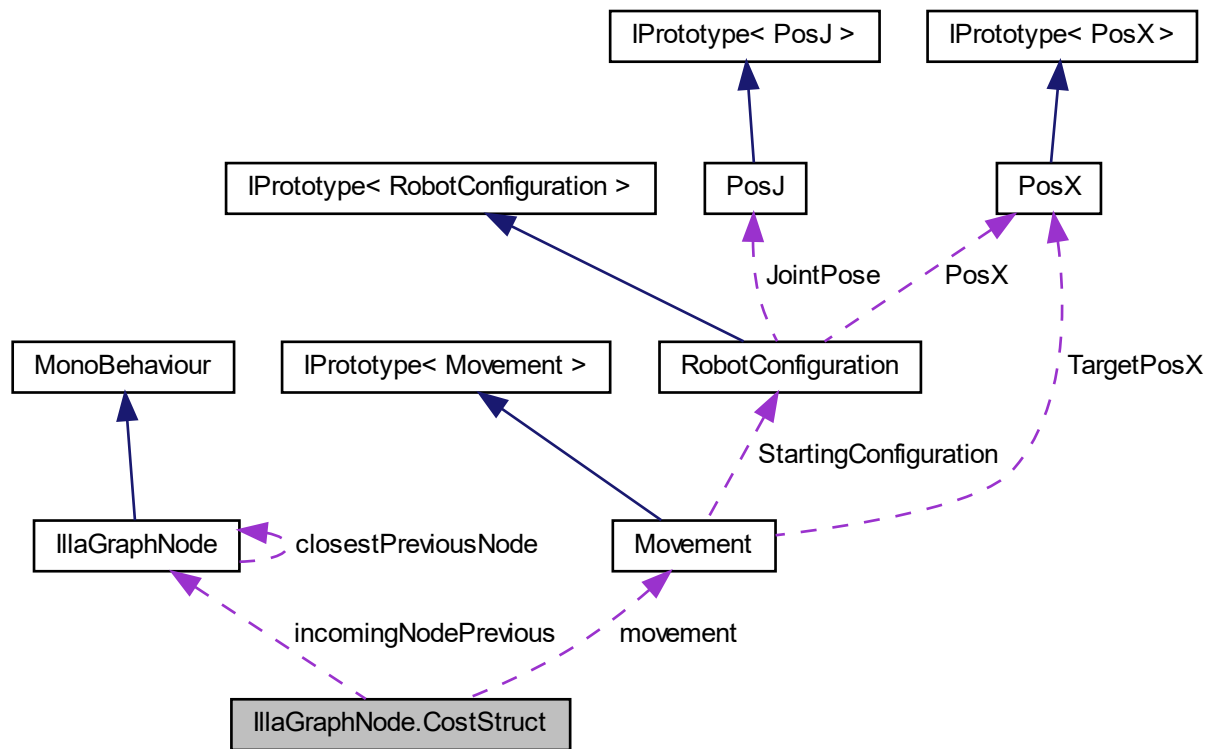 IPrototype< PosJ >
IPrototype< PosX >
IPrototype< RobotConfiguration >
PosJ
PosX
JointPose
PosX
MonoBehaviour
IPrototype< Movement >
RobotConfiguration
TargetPosX
StartingConfiguration
IllaGraphNode
closestPreviousNode
Movement
incomingNodePrevious
movement
IllaGraphNode.CostStruct